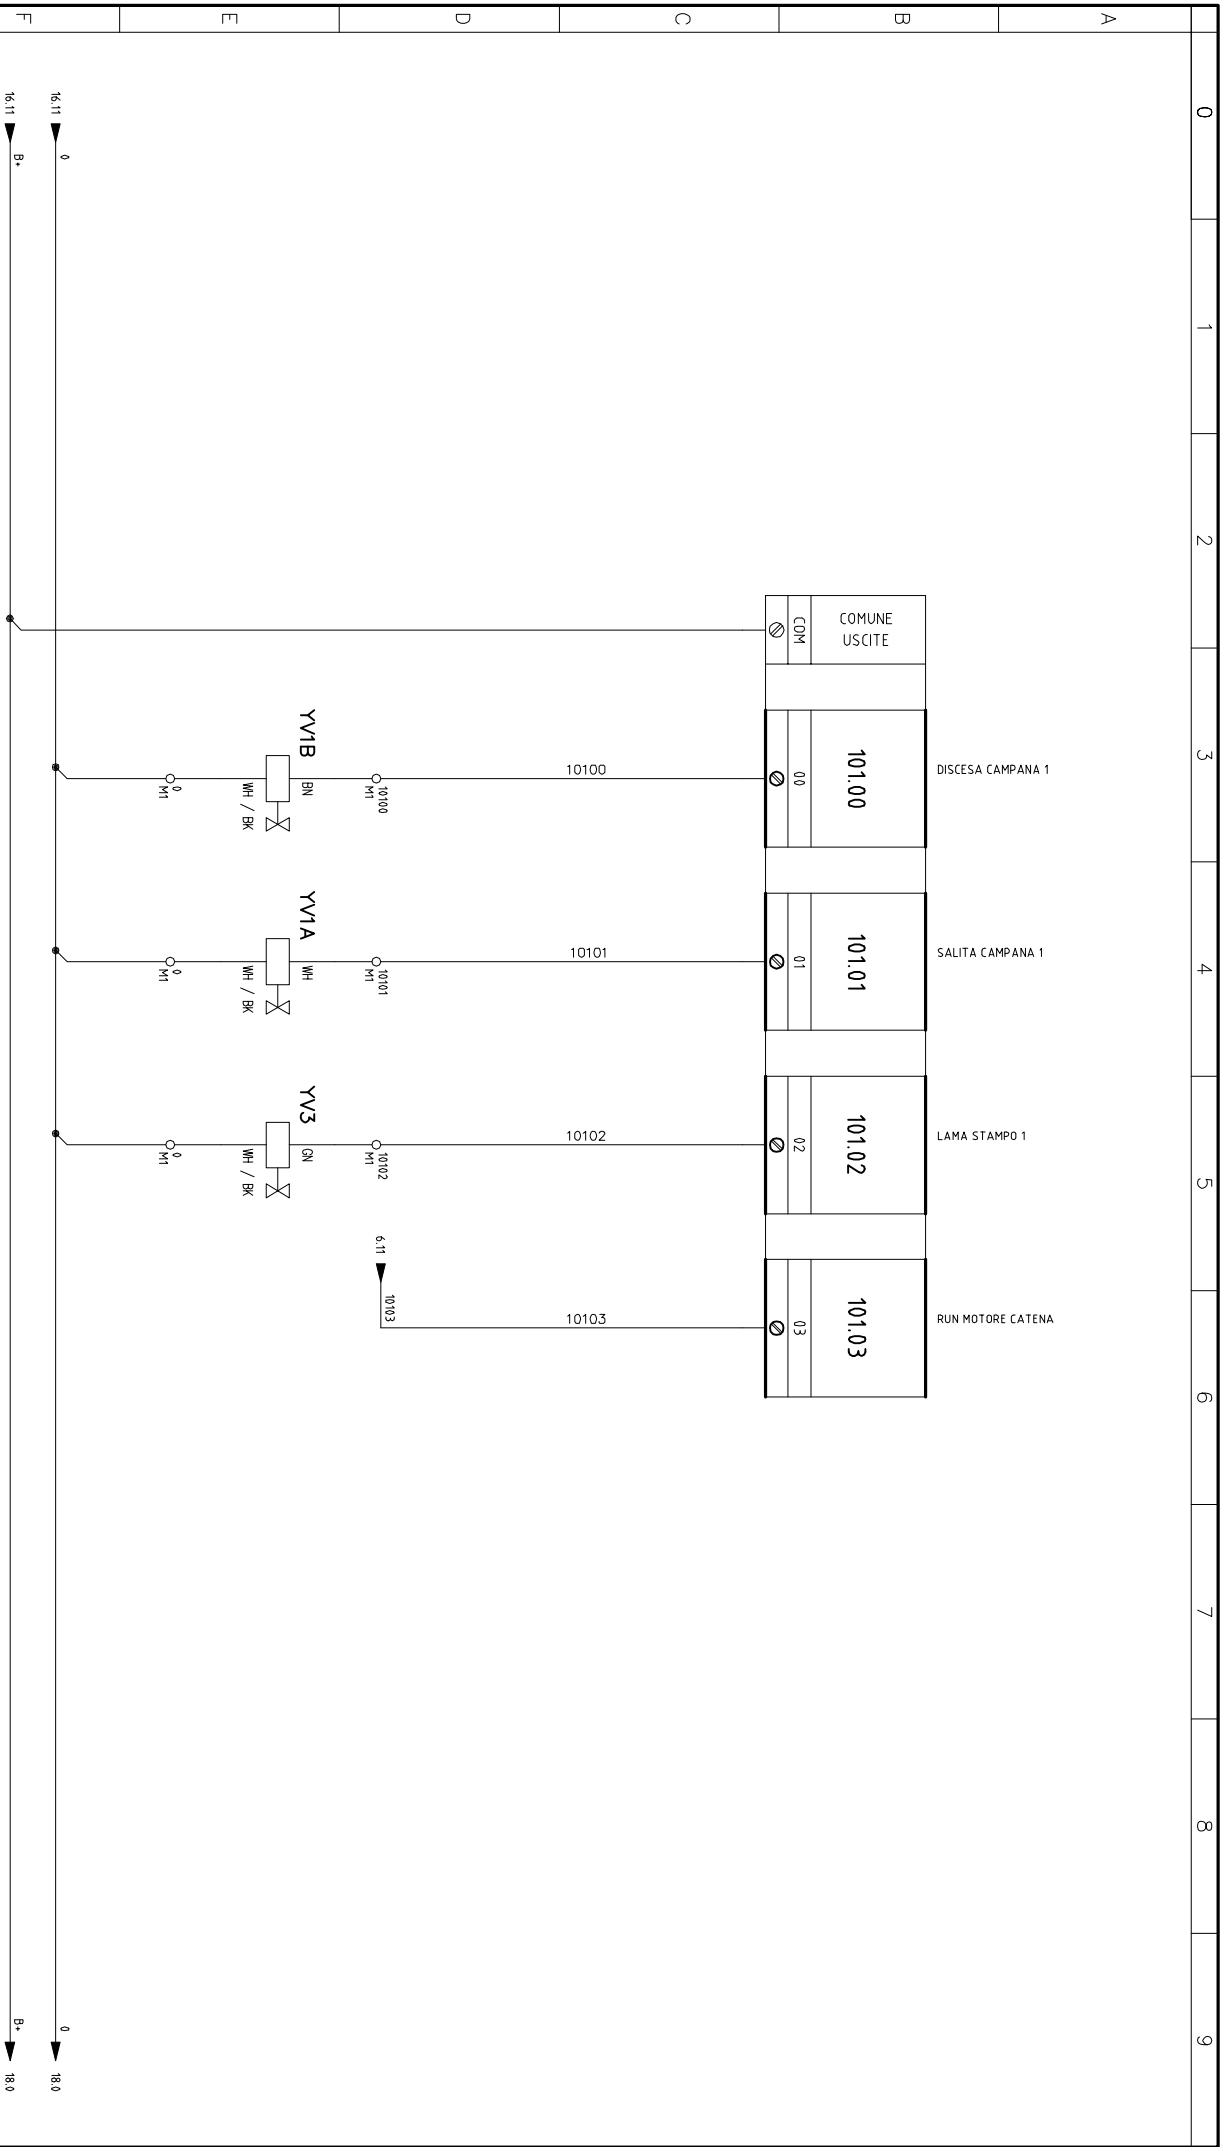 0
1
2
3
4
5
6
7
8
9
A
B
C
D
E
F
DISCESA CAMPANA 1
SALITA CAMPANA 1
LAMA STAMPO 1
RUN MOTORE CATENA
COMUNE
USCITE
COM
101.00
00
101.01
01
101.02
02
101.03
03
10100
10101
10102
10103
10100
M1
10101
M1
10102
M1
6.11
10103
YV1B
BN
WH / BK
YV1A
WH
WH / BK
YV3
GN
WH / BK
0
M1
0
M1
0
M1
16.11
0
0
18.0
16.11
B+
B+
18.0